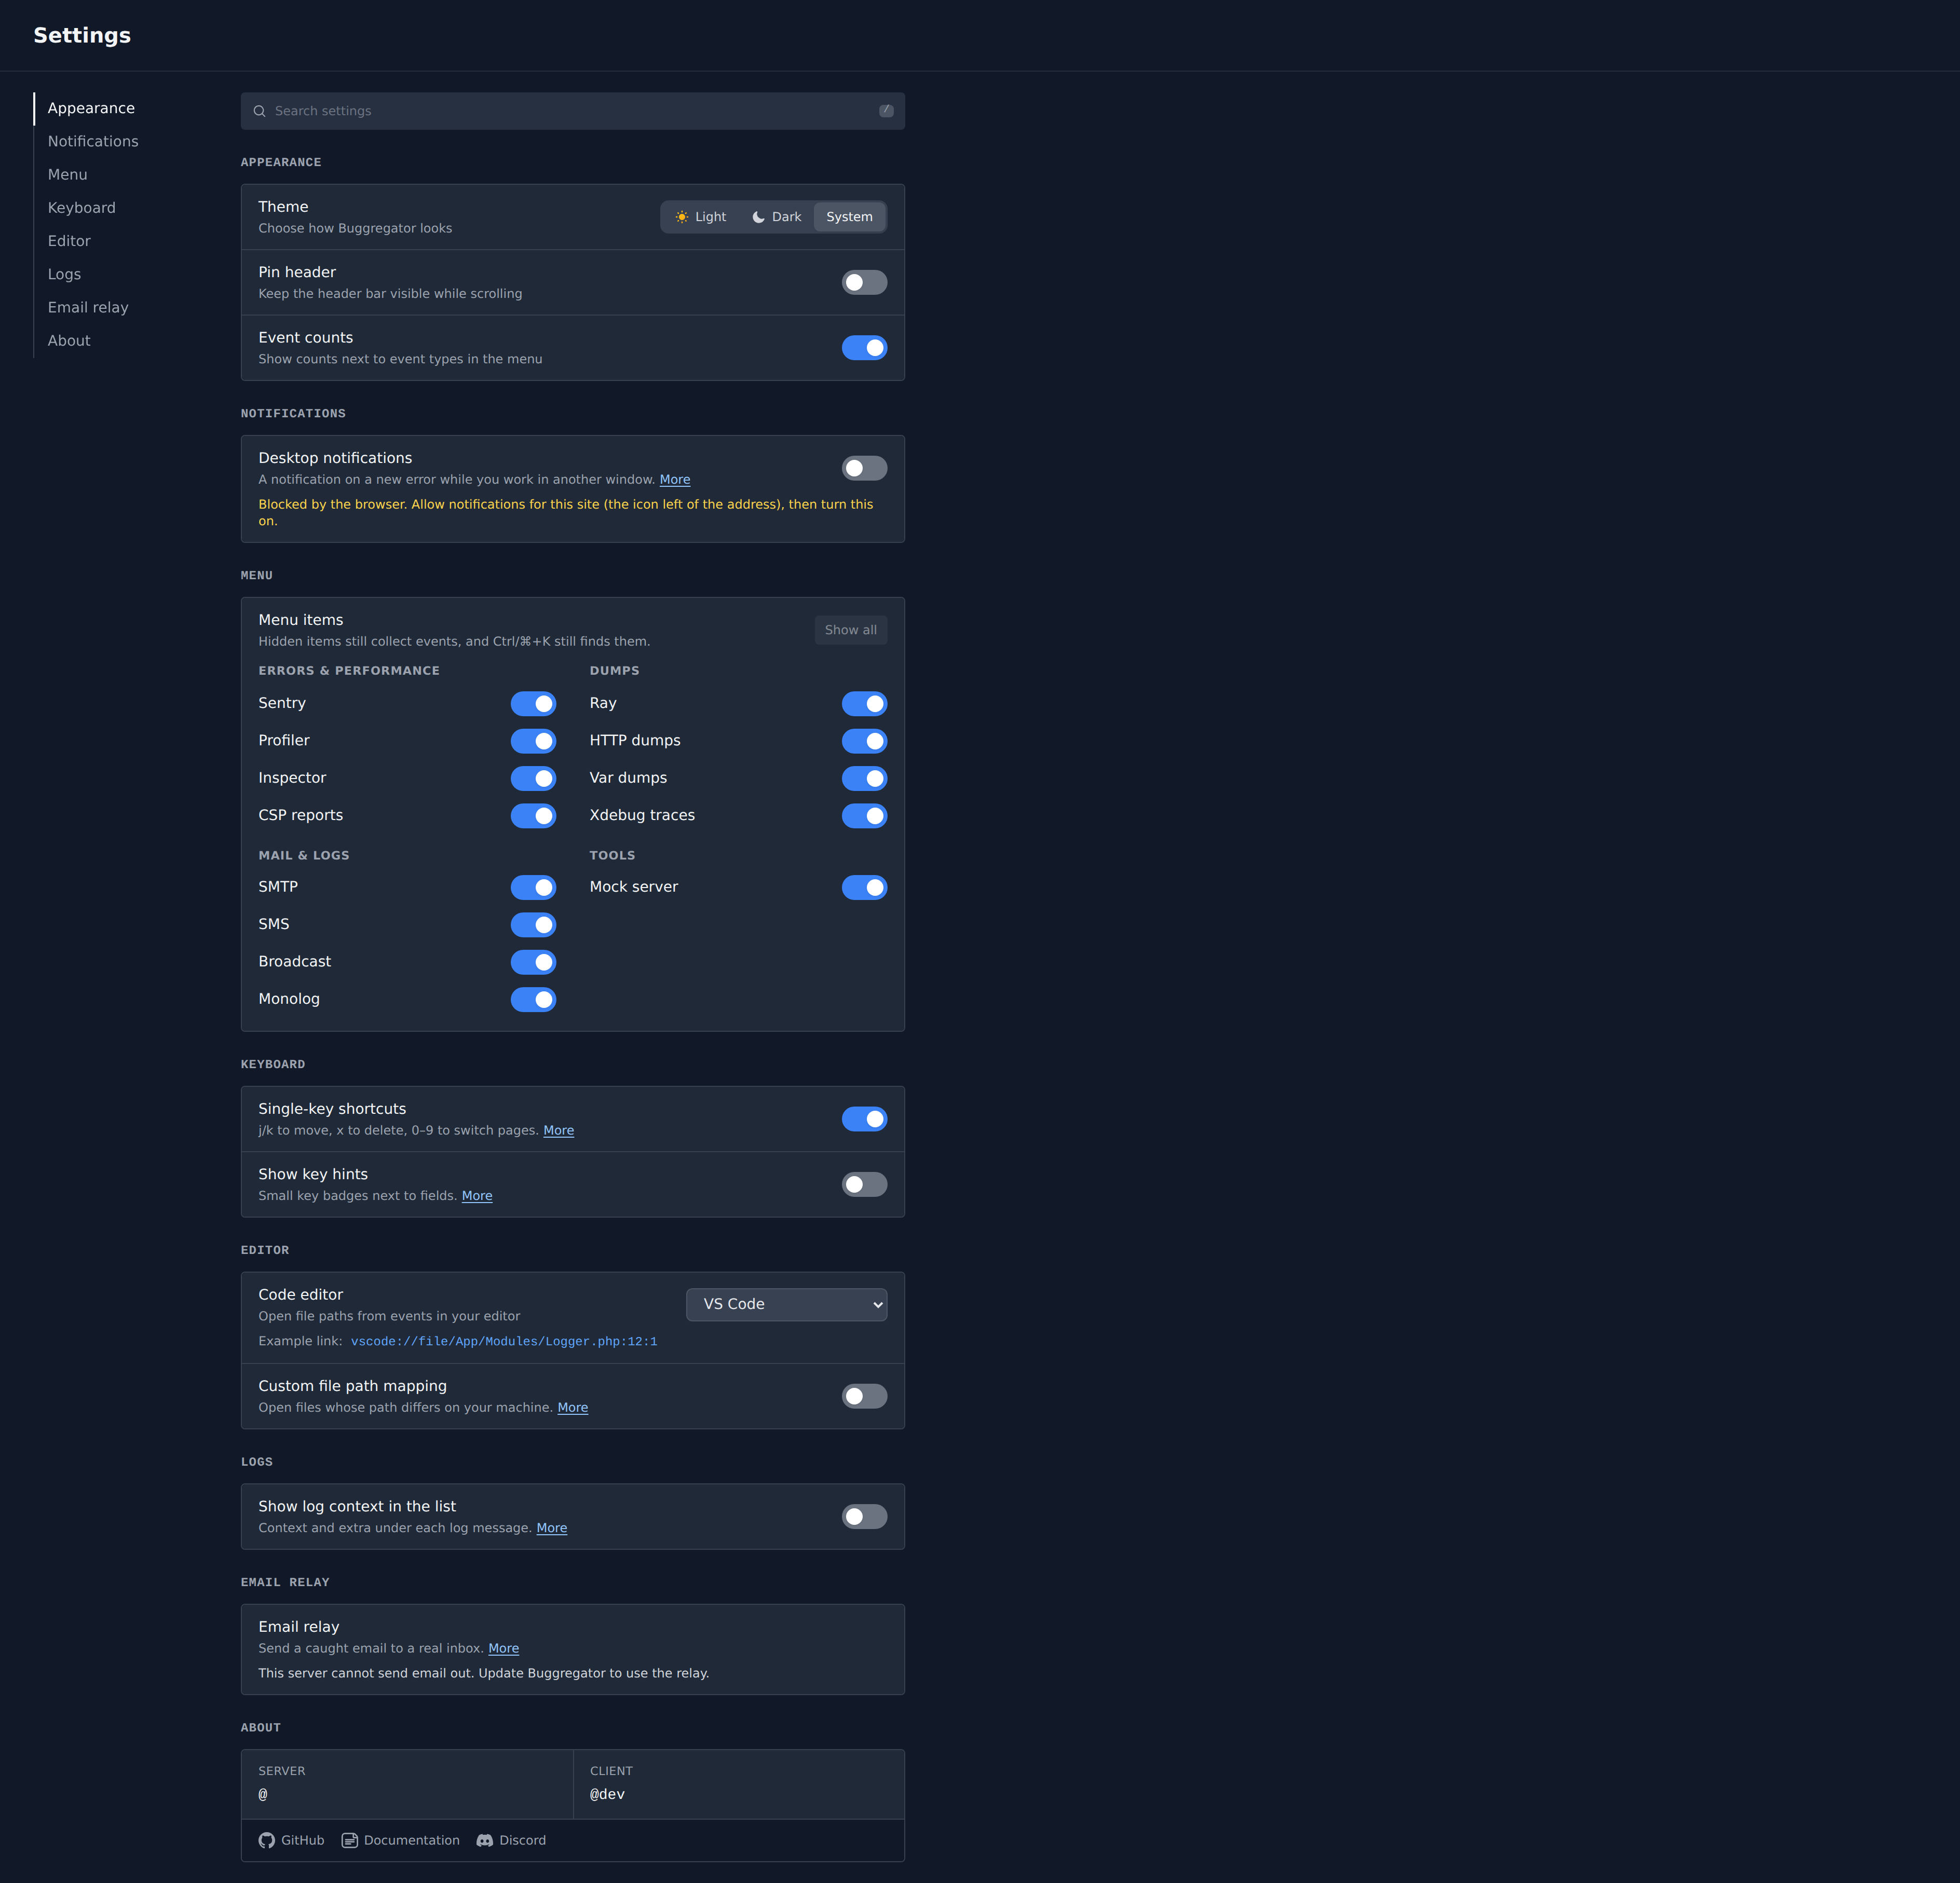 Settings
Appearance
Notifications
Menu
Keyboard
Editor
Logs
Email relay
About
Search settings
/
APPEARANCE
Theme
Choose how Buggregator looks
Light
Dark
System
Pin header
Keep the header bar visible while scrolling
Event counts
Show counts next to event types in the menu
NOTIFICATIONS
Desktop notifications
A notification on a new error while you work in another window. More
Blocked by the browser. Allow notifications for this site (the icon left of the address), then turn this
on.
MENU
Menu items
Hidden items still collect events, and Ctrl/⌘+K still finds them.
Show all
ERRORS & PERFORMANCE
Sentry
Profiler
Inspector
CSP reports
DUMPS
Ray
HTTP dumps
Var dumps
Xdebug traces
MAIL & LOGS
SMTP
SMS
Broadcast
Monolog
TOOLS
Mock server
KEYBOARD
Single-key shortcuts
j/k to move, x to delete, 0–9 to switch pages. More
Show key hints
Small key badges next to fields. More
EDITOR
Code editor
Open file paths from events in your editor
Example link: vscode://file/App/Modules/Logger.php:12:1
VS Code
Custom file path mapping
Open files whose path differs on your machine. More
LOGS
Show log context in the list
Context and extra under each log message. More
EMAIL RELAY
Email relay
Send a caught email to a real inbox. More
This server cannot send email out. Update Buggregator to use the relay.
ABOUT
SERVER
@
CLIENT
@dev
GitHub
Documentation
Discord